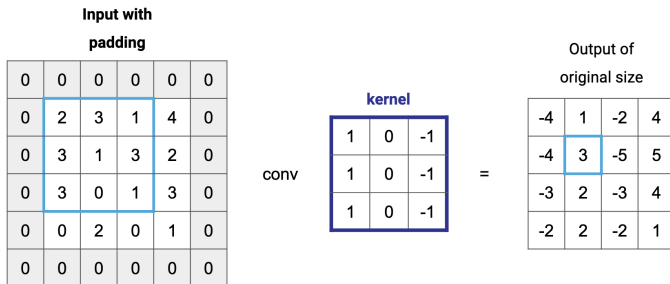 Input with
padding
0 0 0 0 0 0
0 2 3 1 4 0
0 3 1 3 2 0
0 3 0 1 3 0
0 0 2 0 1 0
0 0 0 0 0 0
conv
kernel
1 0 -1
1 0 -1
1 0 -1
=
Output of
original size
-4 1 -2 4
-4 3 -5 5
-3 2 -3 4
-2 2 -2 1